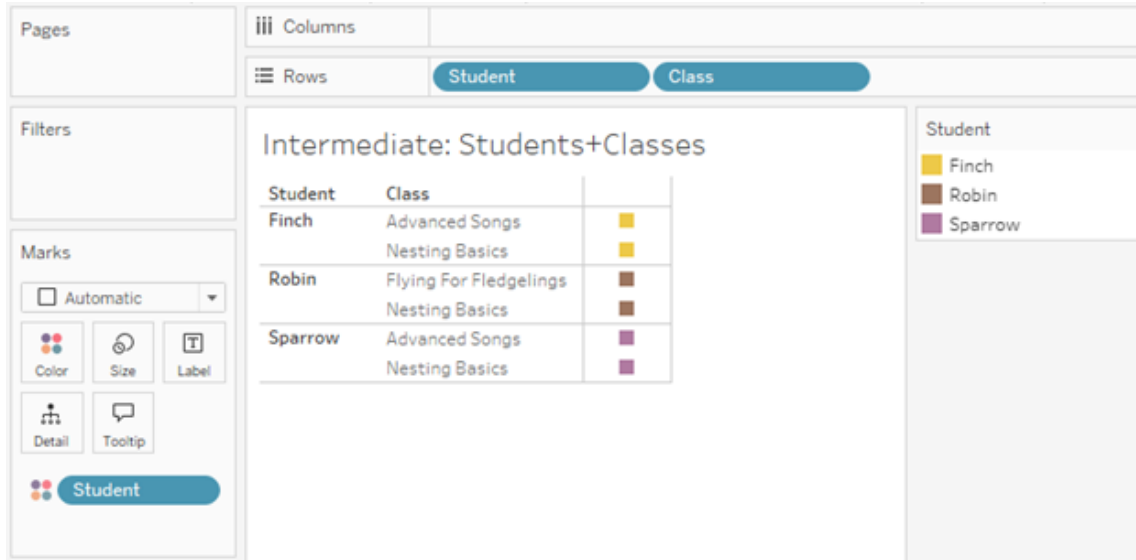 Pages
Columns
Rows
Student
Class
Filters
Intermediate: Students+Classes
Student Class
Finch Advanced Songs
Nesting Basics
Robin Flying For Fledgelings
Nesting Basics
Sparrow Advanced Songs
Nesting Basics
Marks
Automatic
Color Size Label
Detail Tooltip
Student
Student
Finch
Robin
Sparrow